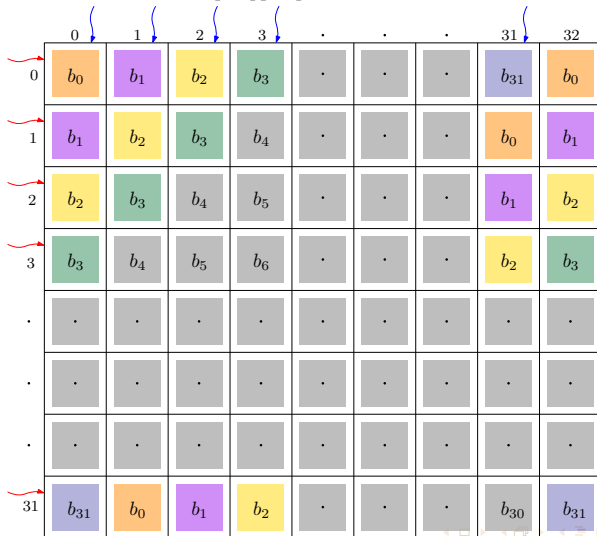 0 1 2 3 · · · 31 32
0 b₀ b₁ b₂ b₃ · · · b₃₁ b₀
1 b₁ b₂ b₃ b₄ · · · b₀ b₁
2 b₂ b₃ b₄ b₅ · · · b₁ b₂
3 b₃ b₄ b₅ b₆ · · · b₂ b₃
· · · · · · · · · ·
· · · · · · · · · ·
· · · · · · · · · ·
31 b₃₁ b₀ b₁ b₂ · · · b₃₀ b₃₁